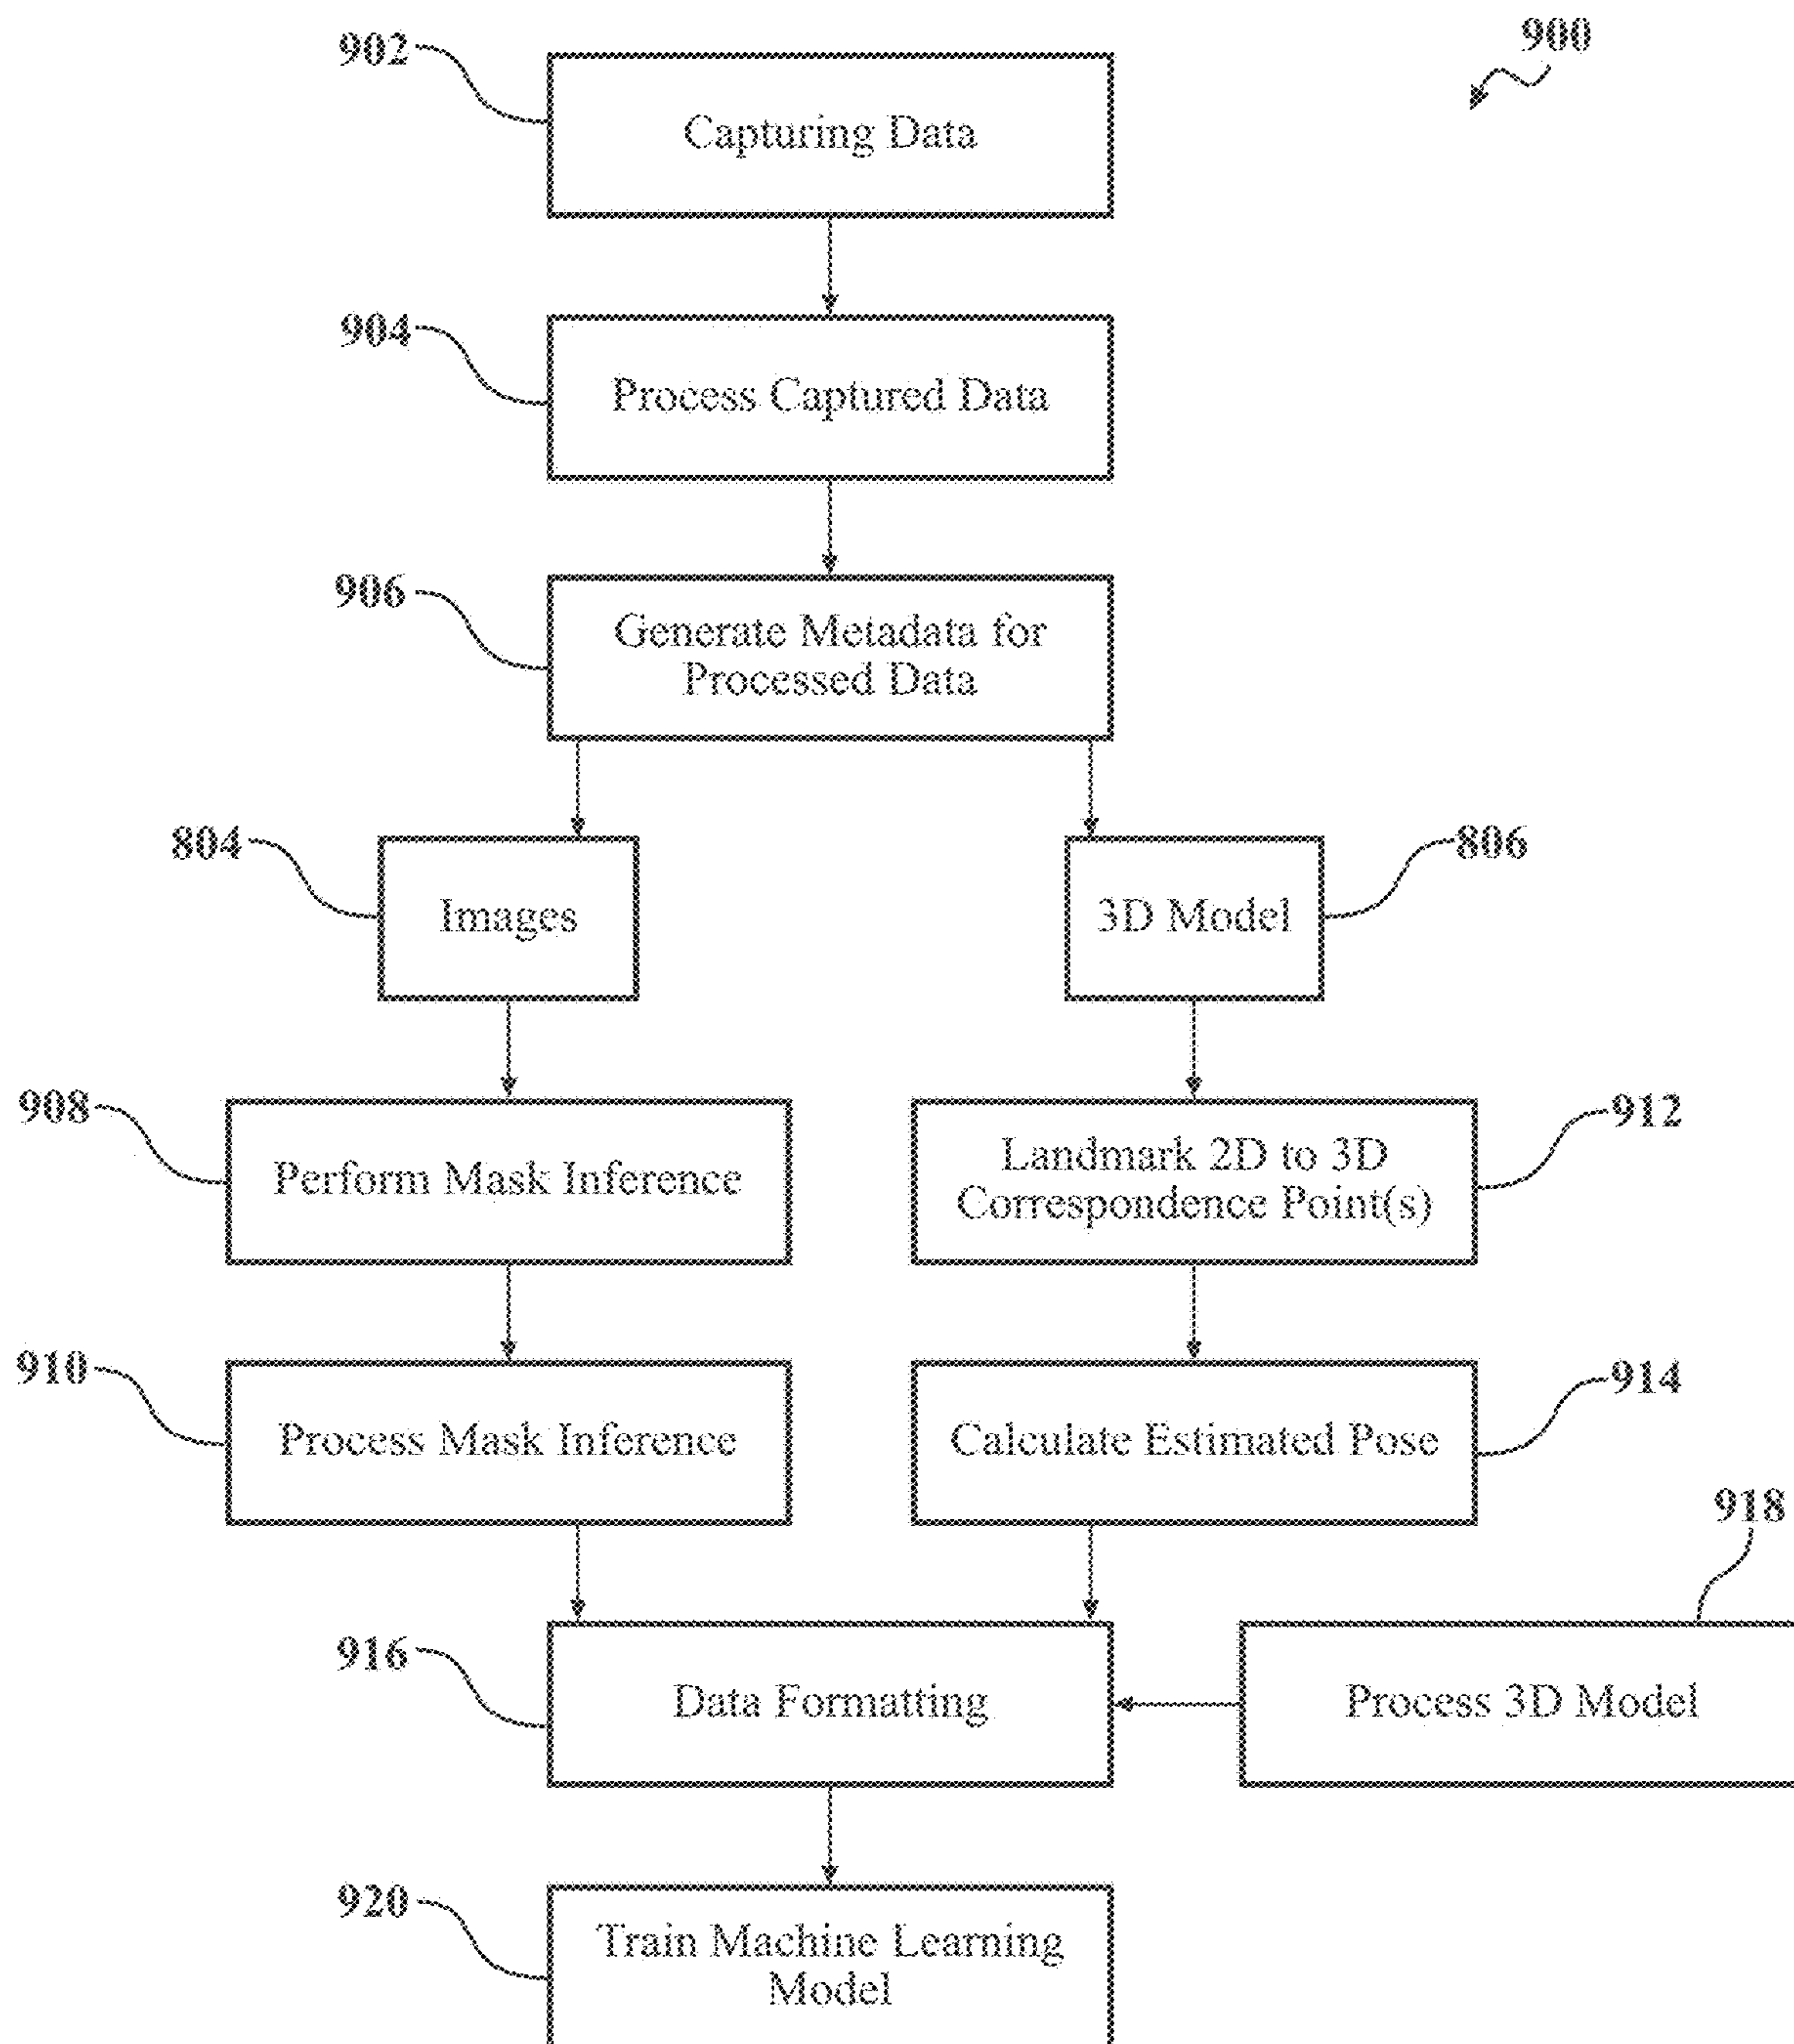 900
902
Capturing Data
904
Process Captured Data
906
Generate Metadata for
Processed Data
804
Images
806
3D Model
908
Perform Mask Inference
912
Landmark 2D to 3D
Correspondence Point(s)
910
Process Mask Inference
914
Calculate Estimated Pose
918
916
Data Formatting
Process 3D Model
920
Train Machine Learning
Model